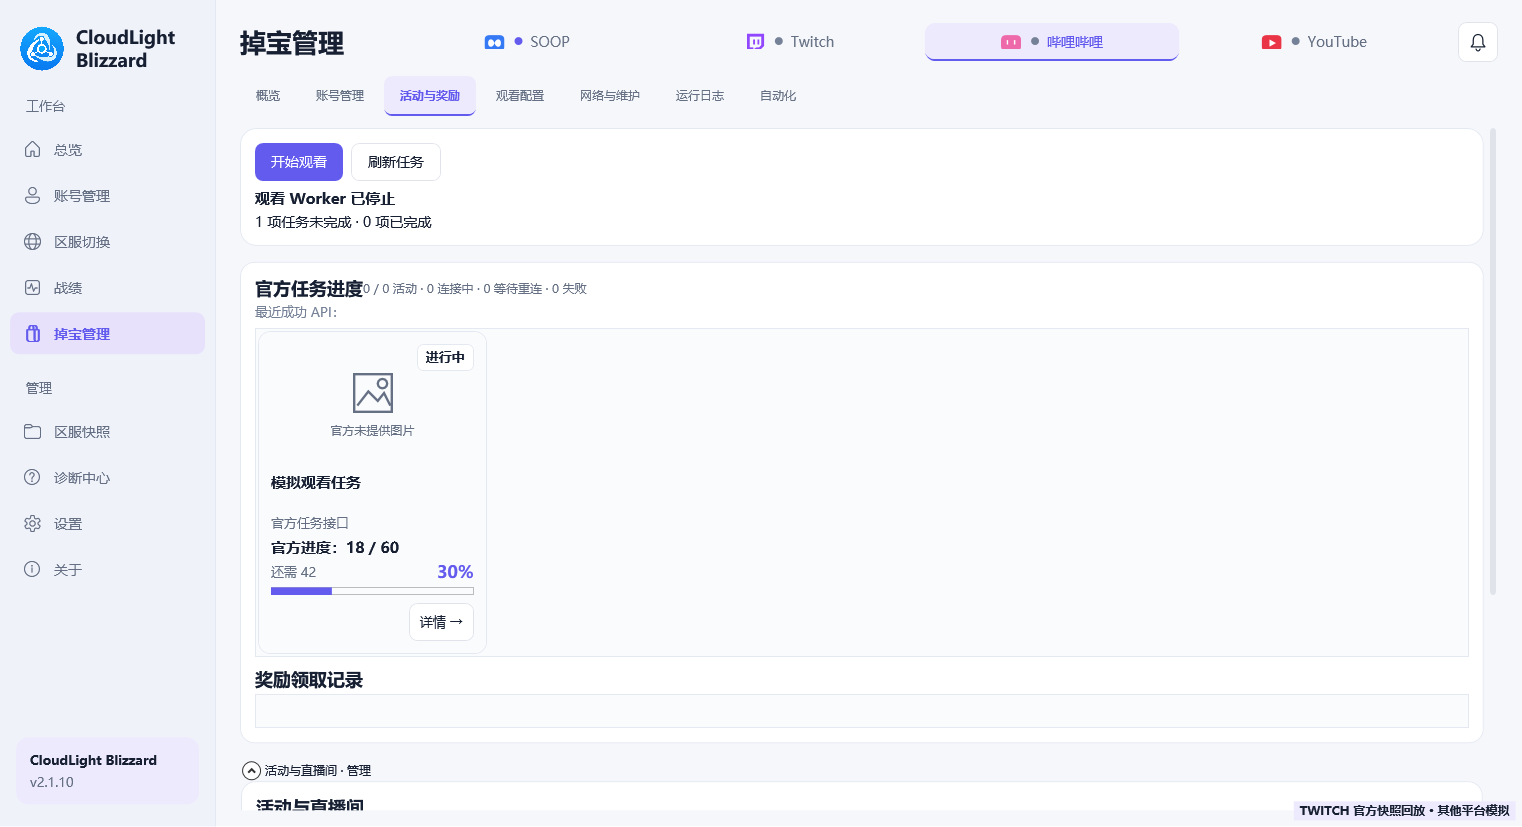 CloudLight
Blizzard
工作台
总览
账号管理
区服切换
战绩
掉宝管理
管理
区服快照
诊断中心
设置
关于
CloudLight Blizzard
v2.1.10
掉宝管理
SOOP
Twitch
哔哩哔哩
YouTube
概览
账号管理
活动与奖励
观看配置
网络与维护
运行日志
自动化
开始观看
刷新任务
观看 Worker 已停止
1 项任务未完成 · 0 项已完成
官方任务进度 0 / 0 活动 · 0 连接中 · 0 等待重连 · 0 失败
最近成功 API:
进行中
官方未提供图片
模拟观看任务
官方任务接口
官方进度：18 / 60
还需 42
30%
详情 →
奖励领取记录
活动与直播间 · 管理
活动与直播间
TWITCH 官方快照回放 • 其他平台模拟